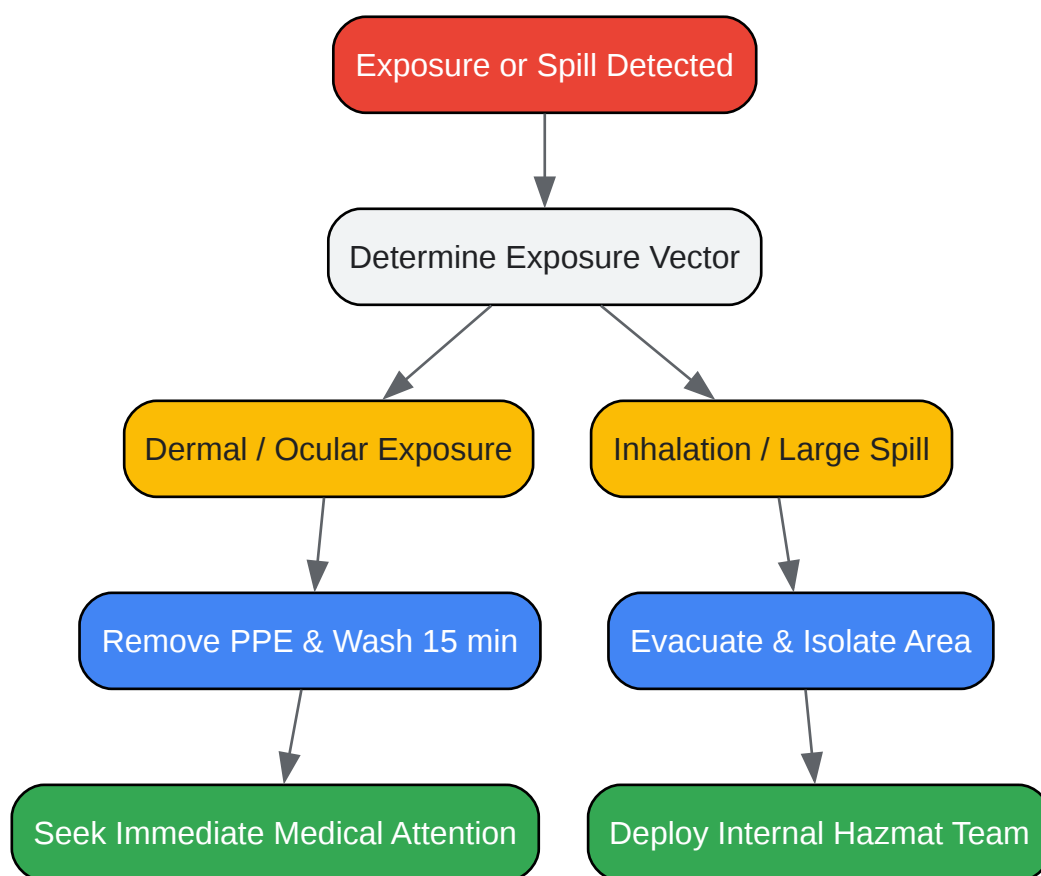 Exposure or Spill Detected
Determine Exposure Vector
Dermal / Ocular Exposure
Inhalation / Large Spill
Remove PPE & Wash 15 min
Evacuate & Isolate Area
Seek Immediate Medical Attention
Deploy Internal Hazmat Team